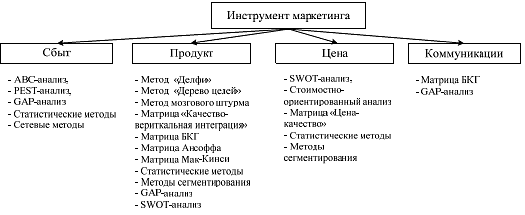 Инструмент маркетинга
Сбыт
Продукт
Цена
Коммуникации
- ABC-анализ,
- PEST-анализ,
- GAP-анализ
- Статистические методы
- Сетевые методы
- Метод «Делфи»
- Метод «Дерево целей»
- Метод мозгового штурма
- Матрица «Качество-
вериткальная интеграция»
- Матрица БКГ
- Матрица Ансоффа
- Матрица Мак-Кинси
- Статистические методы
- Методы сегментирования
- GAP-анализ
- SWOT-анализ
- SWOT-анализ,
- Стоимостно-
ориентированный анализ
- Матрица «Цена-
качество»
- Статистические методы
- Методы
сегментирования
- Матрица БКГ
- GAP-анализ